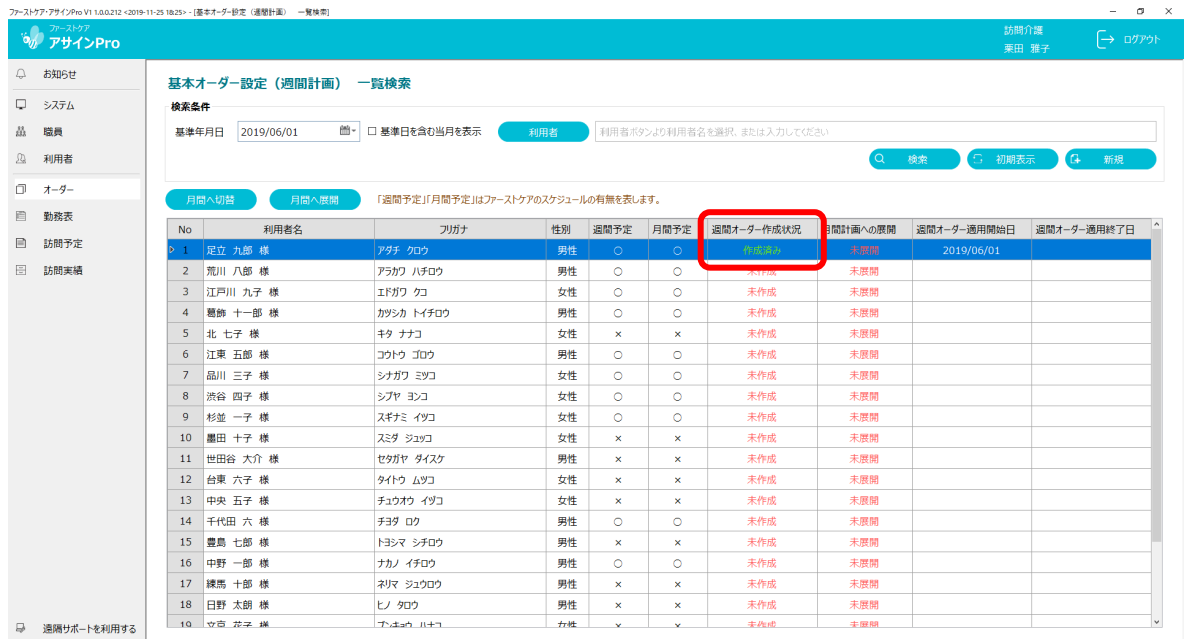 ファーストケア・アサインPro V1 1.0.0.212 <2019-11-25 18:25> - [基本オーダー設定（週間計画）　一覧検索]
ファーストケア
アサインPro
訪問介護
栗田 雅子
ログアウト
お知らせ
システム
職員
利用者
オーダー
勤務表
訪問予定
訪問実績
遠隔サポートを利用する
基本オーダー設定（週間計画）　一覧検索
検索条件
基準年月日 2019/06/01 基準日を含む当月を表示 利用者 利用者ボタンより利用者名を選択、または入力してください
検索 初期表示 新規
月間へ切替 月間へ展開 「週間予定」「月間予定」はファーストケアのスケジュールの有無を表します。
No 利用者名 フリガナ 性別 週間予定 月間予定 週間オーダー作成状況 月間計画への展開 週間オーダー適用開始日 週間オーダー適用終了日
1 足立 九郎 様 アダチ クロウ 男性 ○ ○ 作成済み 未展開 2019/06/01
2 荒川 八郎 様 アラカワ ハチロウ 男性 ○ ○ 未作成 未展開
3 江戸川 九子 様 エドガワ クコ 女性 ○ ○ 未作成 未展開
4 葛飾 十一郎 様 カツシカ トイチロウ 男性 ○ ○ 未作成 未展開
5 北 七子 様 キタ ナナコ 女性 × × 未作成 未展開
6 江東 五郎 様 コウトウ ゴロウ 男性 ○ ○ 未作成 未展開
7 品川 三子 様 シナガワ ミツコ 女性 ○ ○ 未作成 未展開
8 渋谷 四子 様 シブヤ ヨンコ 女性 ○ ○ 未作成 未展開
9 杉並 一子 様 スギナミ イツコ 女性 ○ ○ 未作成 未展開
10 墨田 十子 様 スミダ ジュッコ 女性 × × 未作成 未展開
11 世田谷 大介 様 セタガヤ ダイスケ 男性 × × 未作成 未展開
12 台東 六子 様 タイトウ ムツコ 女性 × × 未作成 未展開
13 中央 五子 様 チュウオウ イヅコ 女性 × × 未作成 未展開
14 千代田 六 様 チヨダ ロク 男性 ○ ○ 未作成 未展開
15 豊島 七郎 様 トヨシマ シチロウ 男性 × × 未作成 未展開
16 中野 一郎 様 ナカノ イチロウ 男性 ○ ○ 未作成 未展開
17 練馬 十郎 様 ネリマ ジュウロウ 男性 × × 未作成 未展開
18 日野 太朗 様 ヒノ タロウ 男性 × × 未作成 未展開
19 文京 花子 様 ブンキョウ ハナコ 女性 × × 未作成 未展開